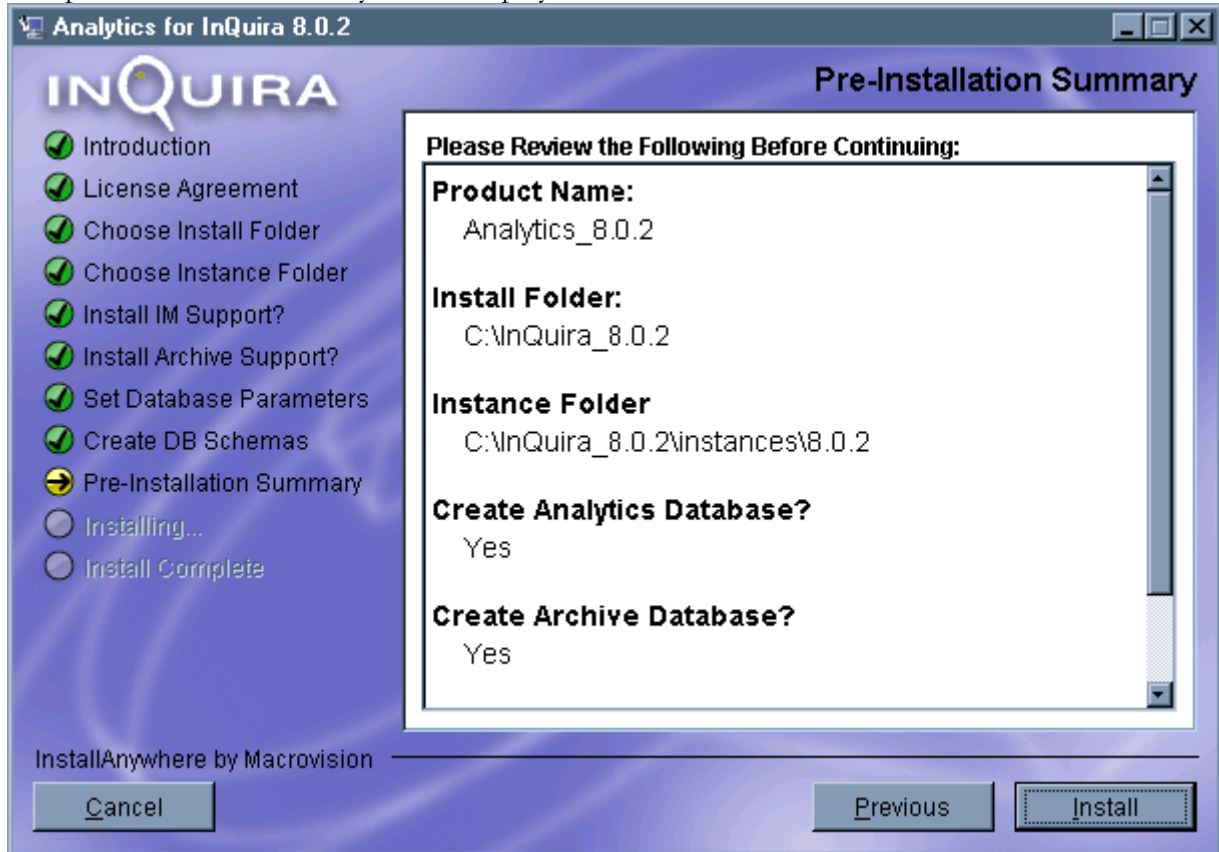 Analytics for InQuira 8.0.2
INQUIRA
Pre-Installation Summary
Introduction
License Agreement
Choose Install Folder
Choose Instance Folder
Install IM Support?
Install Archive Support?
Set Database Parameters
Create DB Schemas
Pre-Installation Summary
Installing...
Install Complete
Please Review the Following Before Continuing:
Product Name:
Analytics_8.0.2
Install Folder:
C:\InQuira_8.0.2
Instance Folder
C:\InQuira_8.0.2\instances\8.0.2
Create Analytics Database?
Yes
Create Archive Database?
Yes
InstallAnywhere by Macrovision
Cancel
Previous
Install